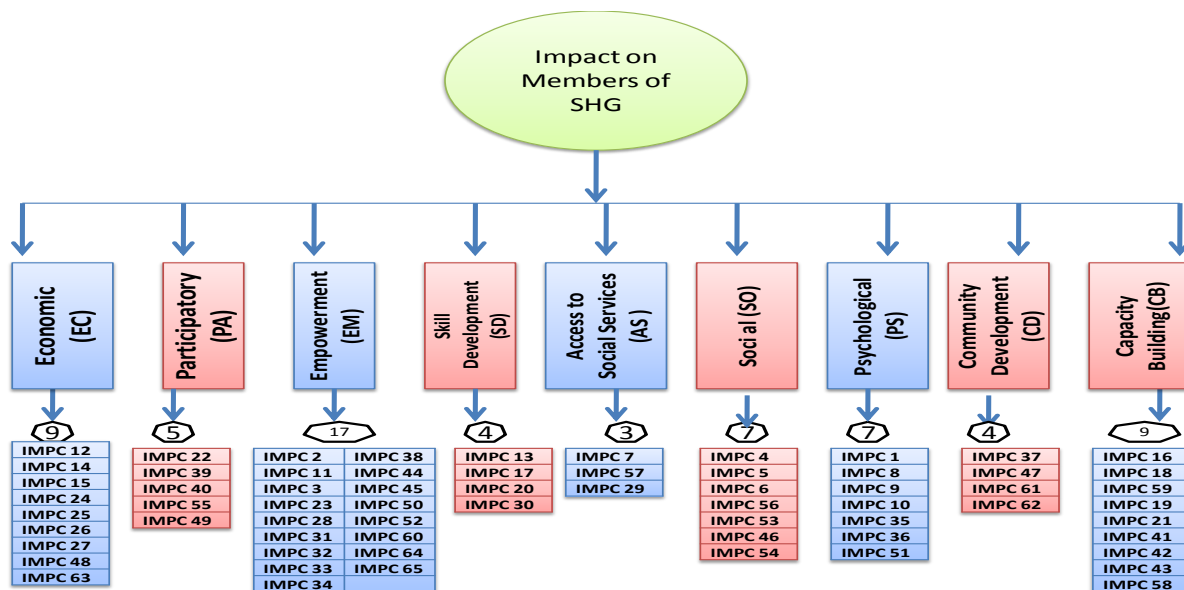 Impact on
Members of
SHG
Economic
(EC)
Participatory
(PA)
Empowerment
(EM)
Skill
Development
(SD)
Access to
Social Services
(AS )
Soci al (SO)
Psychological
(PS)
Community
Development
(CD)
Capacity
Building(CB)
9
5
17
4
3
7
7
4
9
IMPC 12
IMPC 14
IMPC 15
IMPC 24
IMPC 25
IMPC 26
IMPC 27
IMPC 48
IMPC 63
IMPC 22
IMPC 39
IMPC 40
IMPC 55
IMPC 49
IMPC 2 IMPC 38
IMPC 11 IMPC 44
IMPC 3 IMPC 45
IMPC 23 IMPC 50
IMPC 28 IMPC 52
IMPC 31 IMPC 60
IMPC 32 IMPC 64
IMPC 33 IMPC 65
IMPC 34
IMPC 13
IMPC 17
IMPC 20
IMPC 30
IMPC 7
IMPC 57
IMPC 29
IMPC 4
IMPC 5
IMPC 6
IMPC 56
IMPC 53
IMPC 46
IMPC 54
IMPC 1
IMPC 8
IMPC 9
IMPC 10
IMPC 35
IMPC 36
IMPC 51
IMPC 37
IMPC 47
IMPC 61
IMPC 62
IMPC 16
IMPC 18
IMPC 59
IMPC 19
IMPC 21
IMPC 41
IMPC 42
IMPC 43
IMPC 58